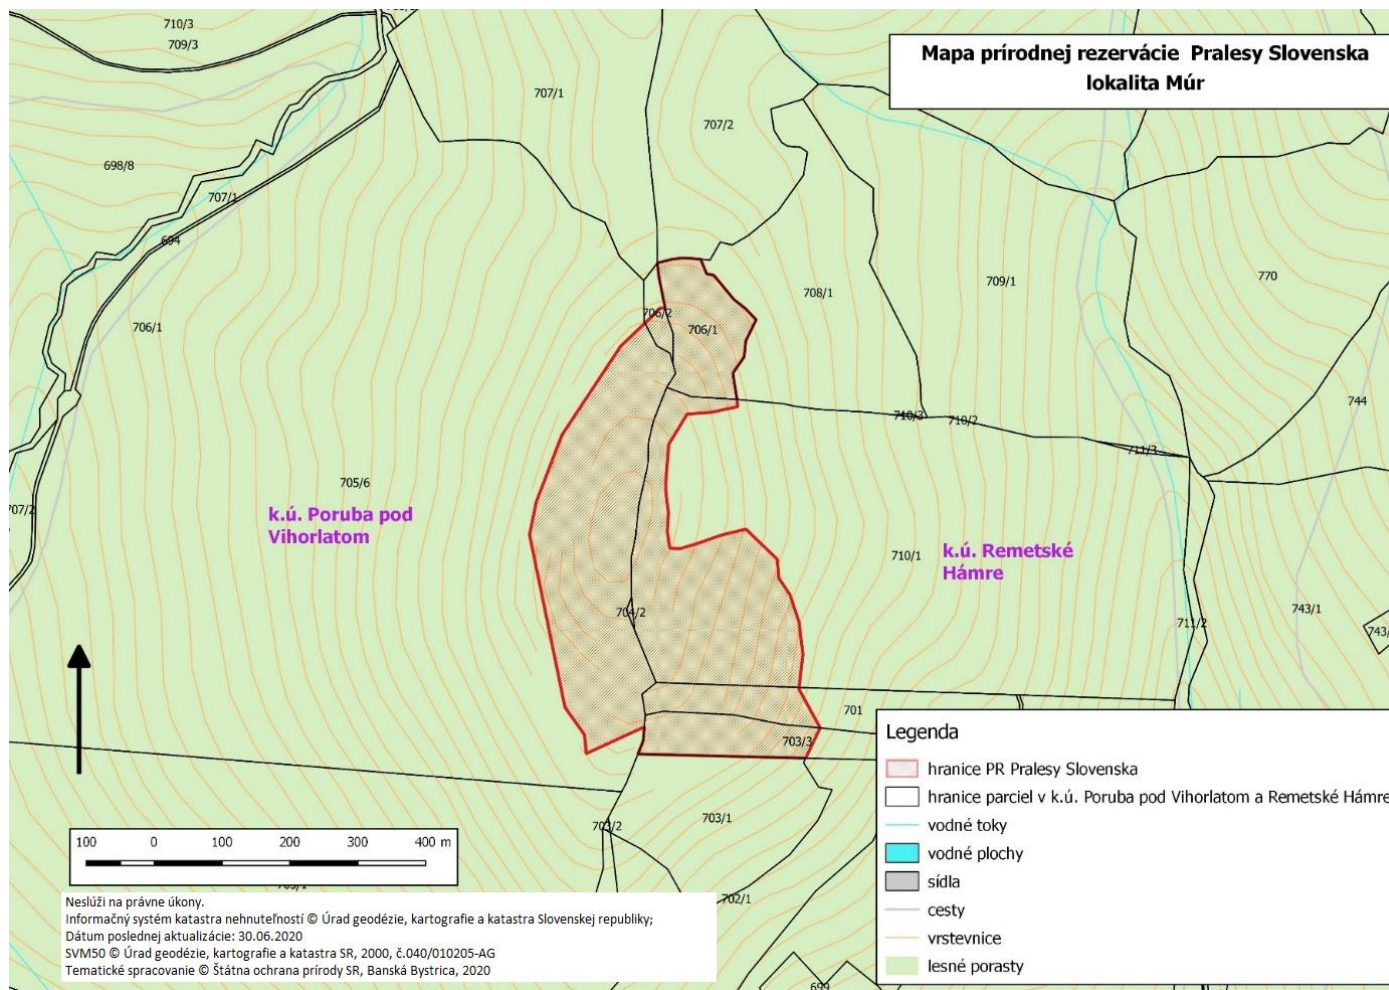 Mapa prírodnej rezervácie Pralesy Slovenska
lokalita Múr
710/3
709/3
707/1
707/2
698/8
707/1
694
770
708/1
709/1
706/1
706/2
706/1
744
710/3
710/2
711/3
705/6
k.ú. Poruba pod
Vihorlatom
707/2
710/1
k.ú. Remetské
Hámre
704/2
743/1
711/2
743/
701
703/3
703/1
703/2
702/1
699
100 0 100 200 300 400 m
Neslúži na právne úkony.
Informačný systém katastra nehnuteľností © Úrad geodézie, kartografie a katastra Slovenskej republiky;
Dátum poslednej aktualizácie: 30.06.2020
SVM50 © Úrad geodézie, kartografie a katastra SR, 2000, č.040/010205-AG
Tematické spracovanie © Štátna ochrana prírody SR, Banská Bystrica, 2020
Legenda
hranice PR Pralesy Slovenska
hranice parciel v k.ú. Poruba pod Vihorlatom a Remetské Hámre
vodné toky
vodné plochy
sídla
cesty
vrstevnice
lesné porasty